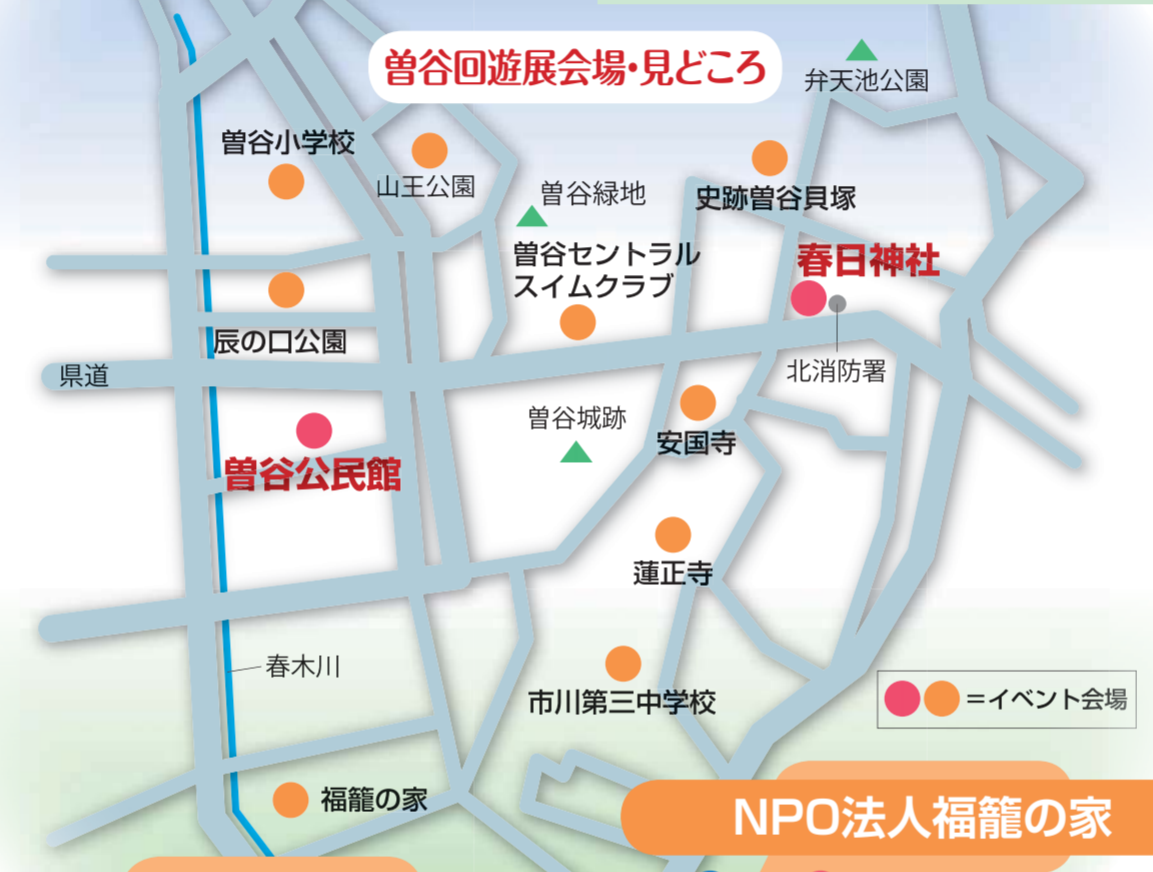 曽谷回遊展会場・見どころ
弁天池公園
曽谷小学校
山王公園
曽谷緑地
史跡曽谷貝塚
曽谷セントラル
スイムクラブ
春日神社
辰の口公園
県道
北消防署
曽谷城跡
安国寺
曽谷公民館
蓮正寺
春木川
市川第三中学校
=イベント会場
福籠の家
NPO法人福籠の家